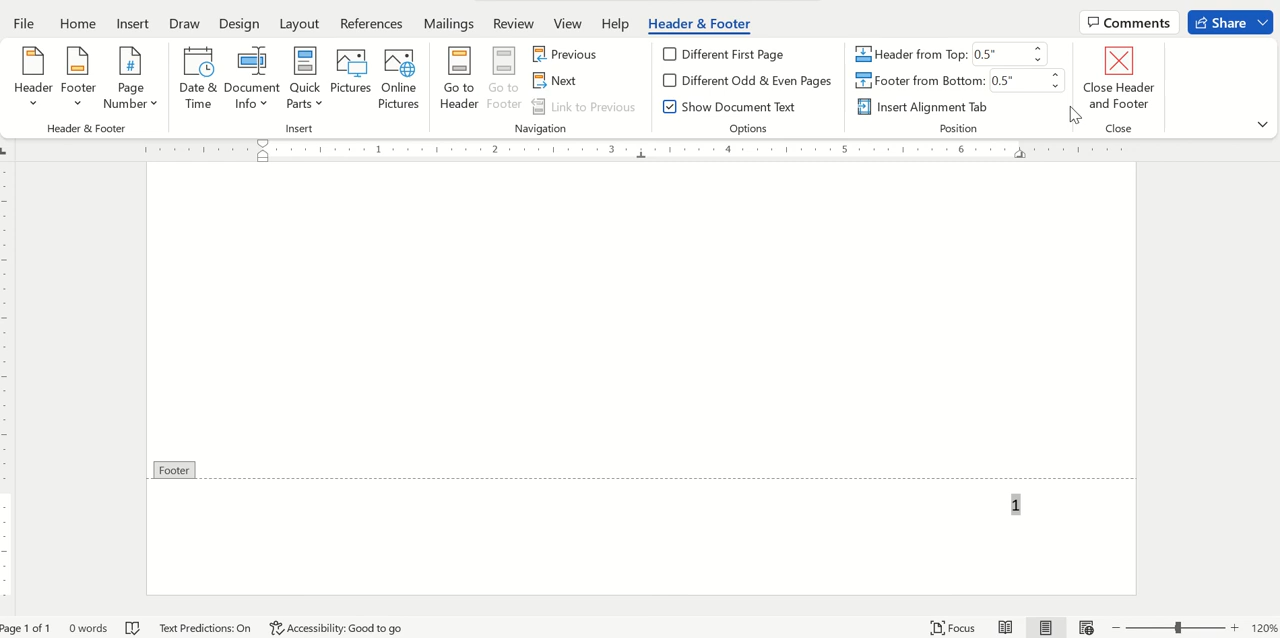 File Home Insert Draw Design Layout References Mailings Review View Help Header & Footer Comments Share
Header Footer Page Number Date & Time Document Info Quick Parts Pictures Online Pictures Go to Header Go to Footer Previous Next Link to Previous Different First Page Different Odd & Even Pages Show Document Text Header from Top: 0.5" Footer from Bottom: 0.5" Insert Alignment Tab Close Header and Footer
Header & Footer Insert Navigation Options Position Close
1 2 3 4 5 6
Footer
1
Page 1 of 1 0 words Text Predictions: On Accessibility: Good to go Focus 120%